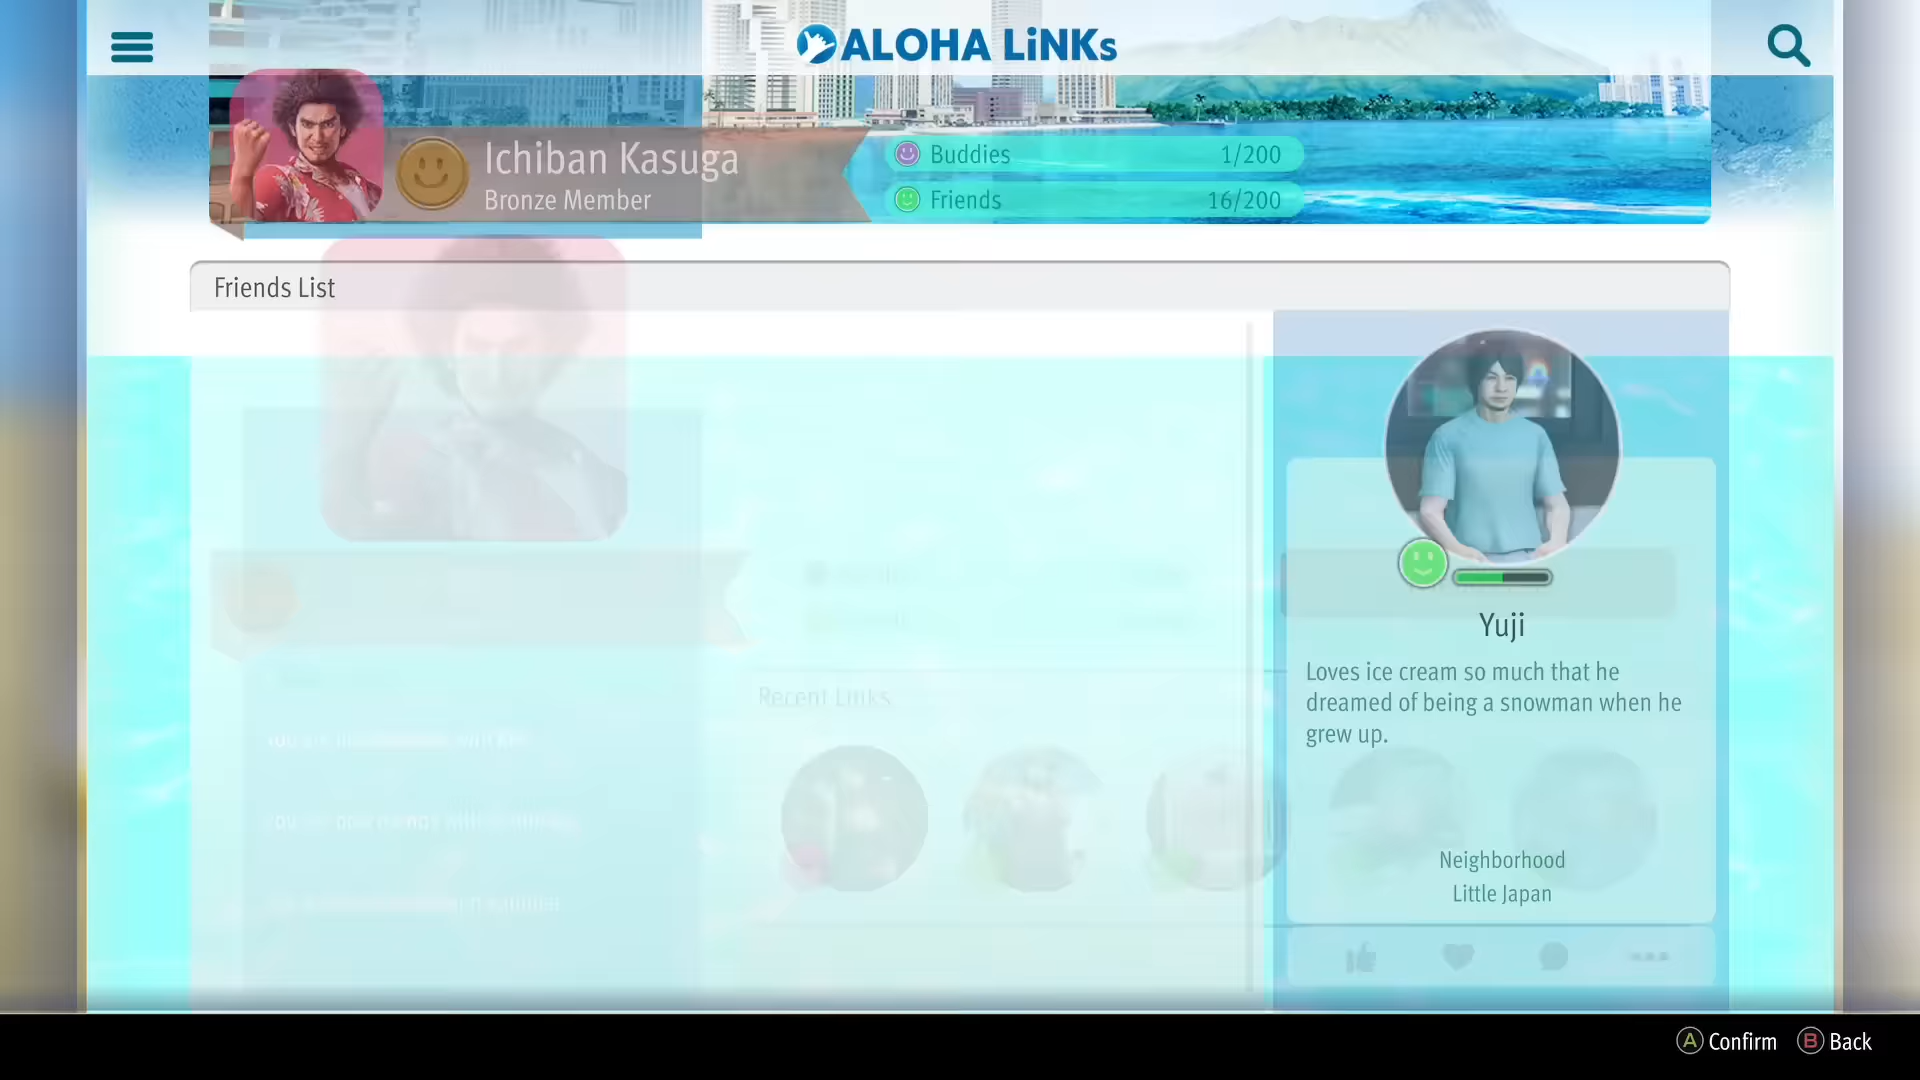 ALOHA LiNKs
Ichiban Kasuga
Bronze Member
Buddies 1/200
Friends 16/200
Friends List
Yuji
Loves ice cream so much that he
dreamed of being a snowman when he
grew up.
Recent Links
Neighborhood
Little Japan
A Confirm B Back